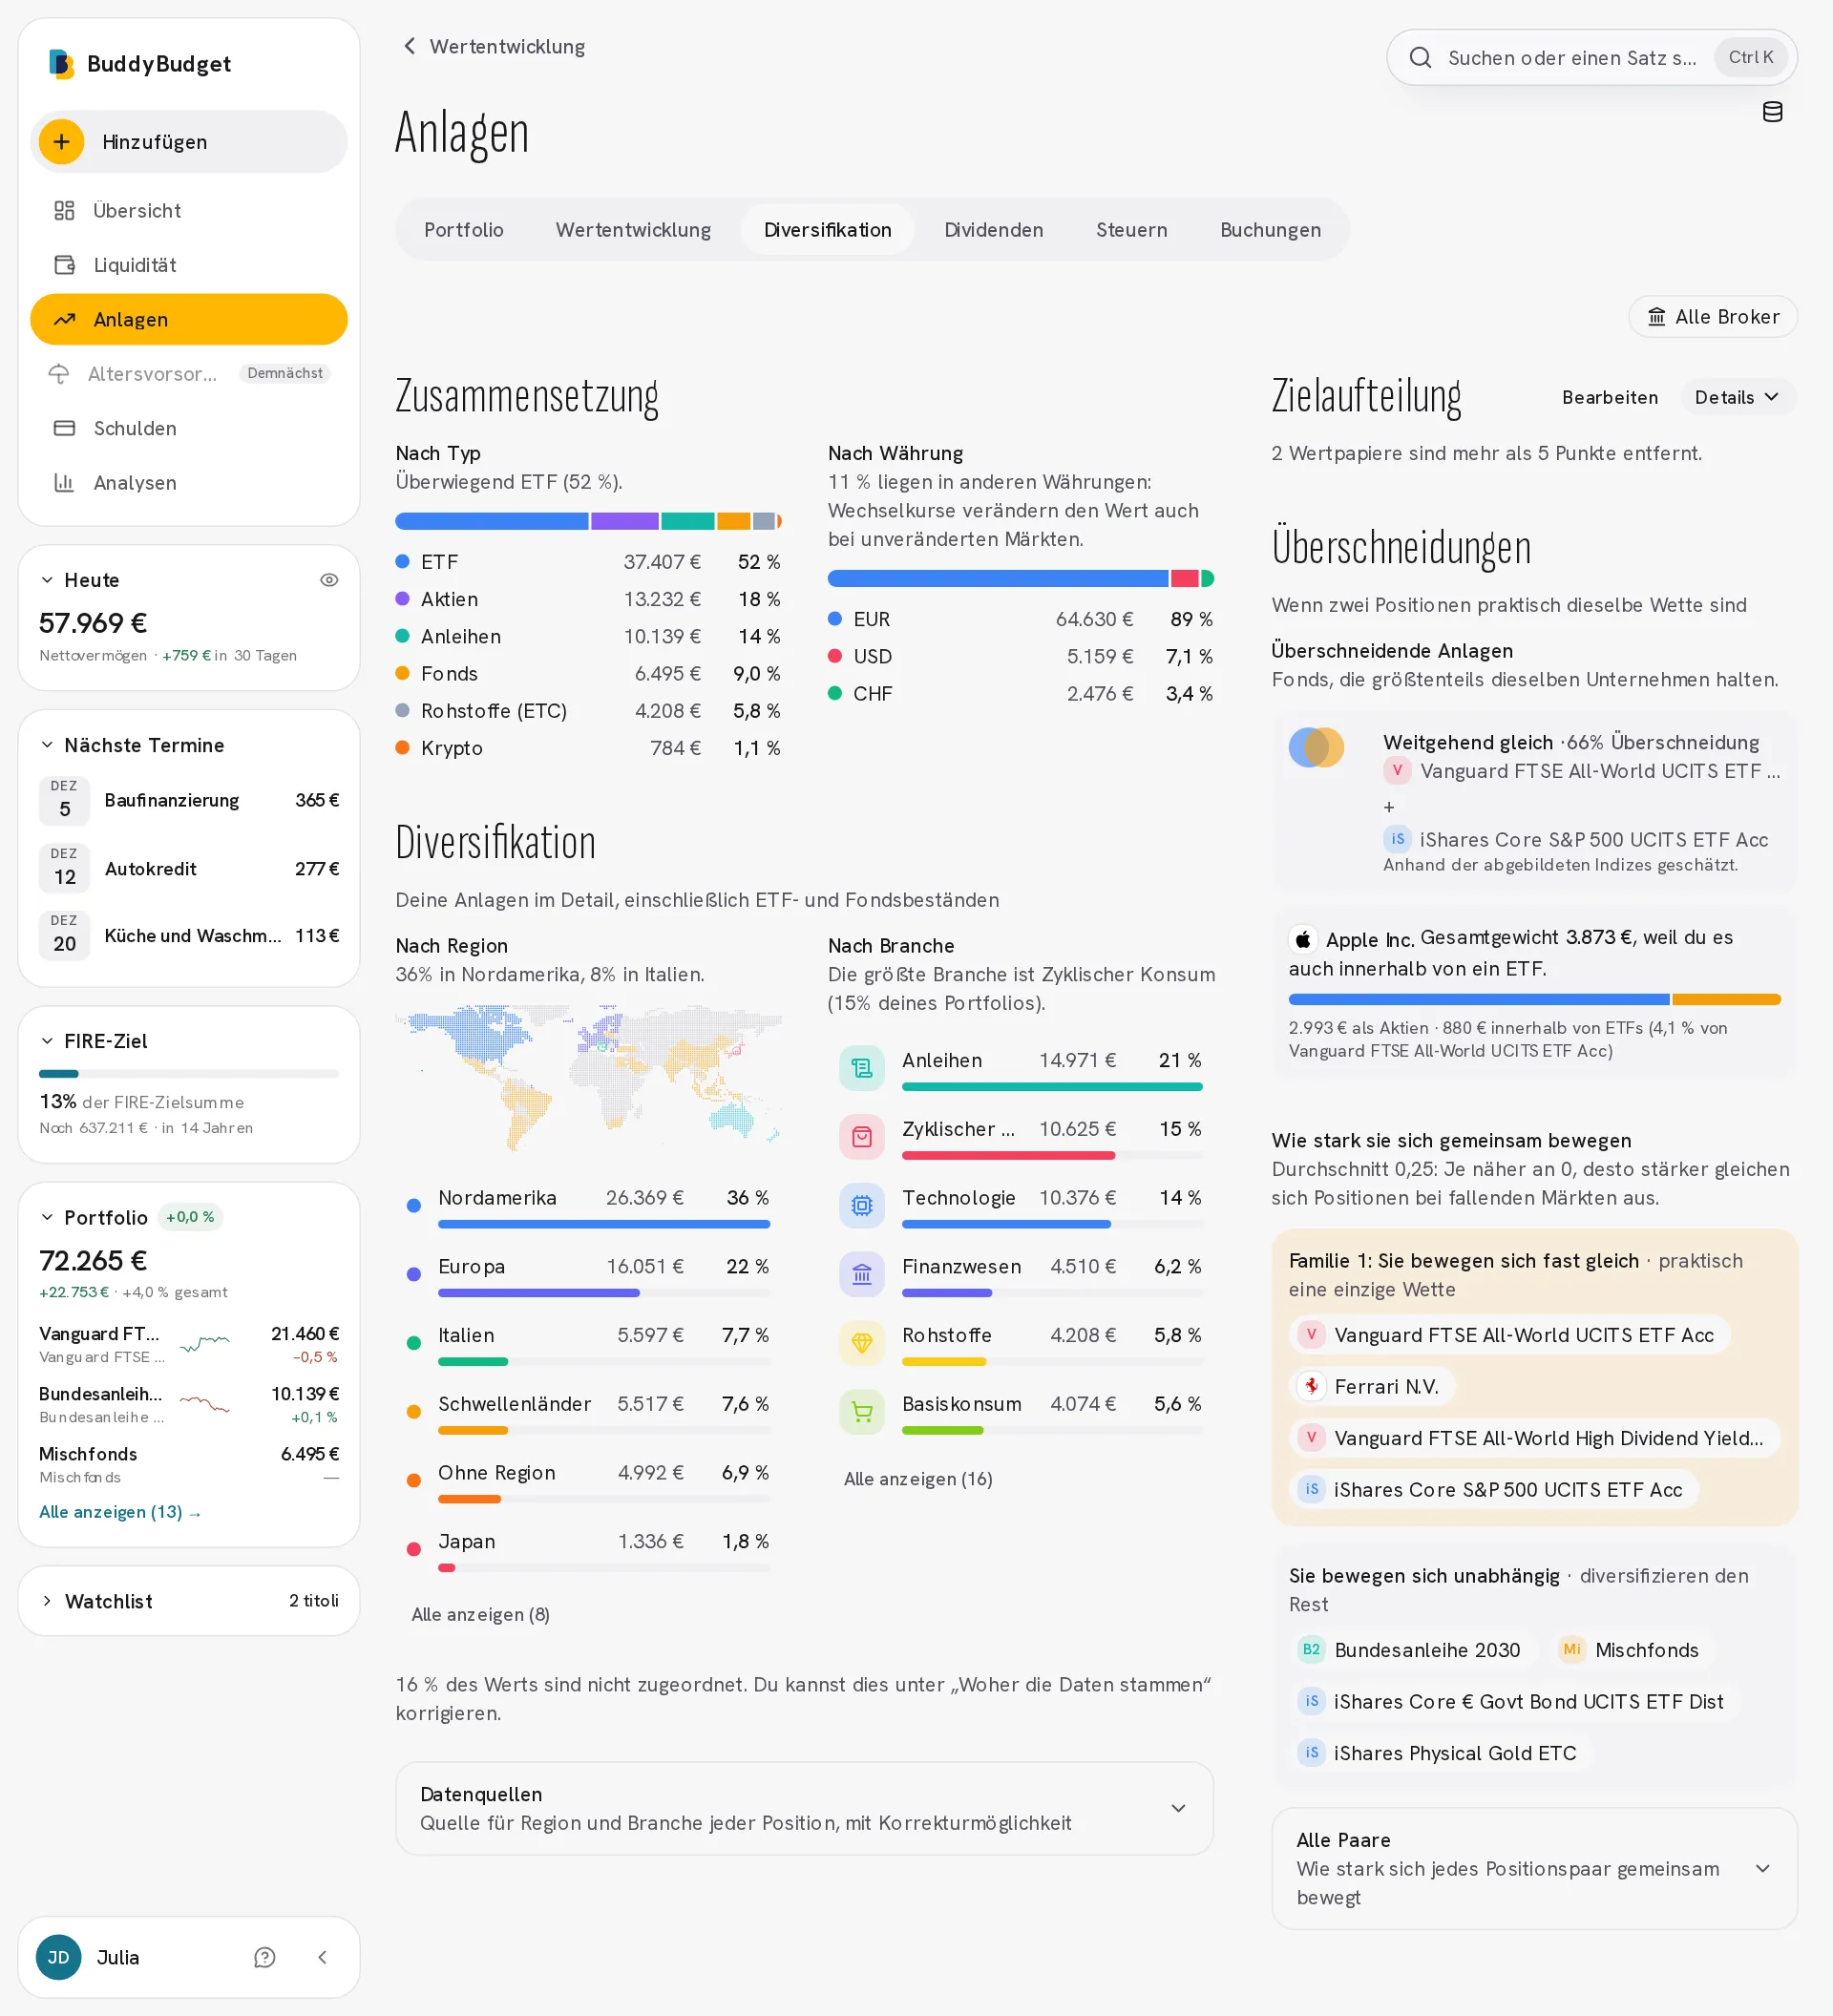 BuddyBudget
Hinzufügen
Übersicht
Liquidität
Anlagen
Altersvorsor... Demnächst
Schulden
Analysen
Heute
57.969 €
Nettovermögen · +759 € in 30 Tagen
Nächste Termine
DEZ
5
Baufinanzierung 365 €
DEZ
12
Autokredit 277 €
DEZ
20
Küche und Waschm... 113 €
FIRE-Ziel
13% der FIRE-Zielsumme
Noch 637.211 € · in 14 Jahren
Portfolio +0,0 %
72.265 €
+22.753 € · +4,0 % gesamt
Vanguard FT... 21.460 €
Vanguard FTSE ... −0,5 %
Bundesanleih... 10.139 €
Bundesanleihe ... +0,1 %
Mischfonds 6.495 €
Mischfonds —
Alle anzeigen (13) →
Watchlist 2 titoli
JD Julia
Wertentwicklung
Suchen oder einen Satz s... Ctrl K
Anlagen
Portfolio Wertentwicklung Diversifikation Dividenden Steuern Buchungen
Alle Broker
Zusammensetzung
Nach Typ
Überwiegend ETF (52 %).
ETF 37.407 € 52 %
Aktien 13.232 € 18 %
Anleihen 10.139 € 14 %
Fonds 6.495 € 9,0 %
Rohstoffe (ETC) 4.208 € 5,8 %
Krypto 784 € 1,1 %
Nach Währung
11 % liegen in anderen Währungen:
Wechselkurse verändern den Wert auch
bei unveränderten Märkten.
EUR 64.630 € 89 %
USD 5.159 € 7,1 %
CHF 2.476 € 3,4 %
Diversifikation
Deine Anlagen im Detail, einschließlich ETF- und Fondsbeständen
Nach Region
36% in Nordamerika, 8% in Italien.
Nordamerika 26.369 € 36 %
Europa 16.051 € 22 %
Italien 5.597 € 7,7 %
Schwellenländer 5.517 € 7,6 %
Ohne Region 4.992 € 6,9 %
Japan 1.336 € 1,8 %
Alle anzeigen (8)
Nach Branche
Die größte Branche ist Zyklischer Konsum
(15% deines Portfolios).
Anleihen 14.971 € 21 %
Zyklischer ... 10.625 € 15 %
Technologie 10.376 € 14 %
Finanzwesen 4.510 € 6,2 %
Rohstoffe 4.208 € 5,8 %
Basiskonsum 4.074 € 5,6 %
Alle anzeigen (16)
16 % des Werts sind nicht zugeordnet. Du kannst dies unter „Woher die Daten stammen“
korrigieren.
Datenquellen
Quelle für Region und Branche jeder Position, mit Korrekturmöglichkeit
Zielaufteilung Bearbeiten Details
2 Wertpapiere sind mehr als 5 Punkte entfernt.
Überschneidungen
Wenn zwei Positionen praktisch dieselbe Wette sind
Überschneidende Anlagen
Fonds, die größtenteils dieselben Unternehmen halten.
Weitgehend gleich · 66% Überschneidung
V Vanguard FTSE All-World UCITS ETF ...
+
iS iShares Core S&P 500 UCITS ETF Acc
Anhand der abgebildeten Indizes geschätzt.
Apple Inc. Gesamtgewicht 3.873 €, weil du es
auch innerhalb von ein ETF.
2.993 € als Aktien · 880 € innerhalb von ETFs (4,1 % von
Vanguard FTSE All-World UCITS ETF Acc)
Wie stark sie sich gemeinsam bewegen
Durchschnitt 0,25: Je näher an 0, desto stärker gleichen
sich Positionen bei fallenden Märkten aus.
Familie 1: Sie bewegen sich fast gleich · praktisch
eine einzige Wette
V Vanguard FTSE All-World UCITS ETF Acc
Ferrari N.V.
V Vanguard FTSE All-World High Dividend Yield...
iS iShares Core S&P 500 UCITS ETF Acc
Sie bewegen sich unabhängig · diversifizieren den
Rest
B2 Bundesanleihe 2030 Mi Mischfonds
iS iShares Core € Govt Bond UCITS ETF Dist
iS iShares Physical Gold ETC
Alle Paare
Wie stark sich jedes Positionspaar gemeinsam
bewegt